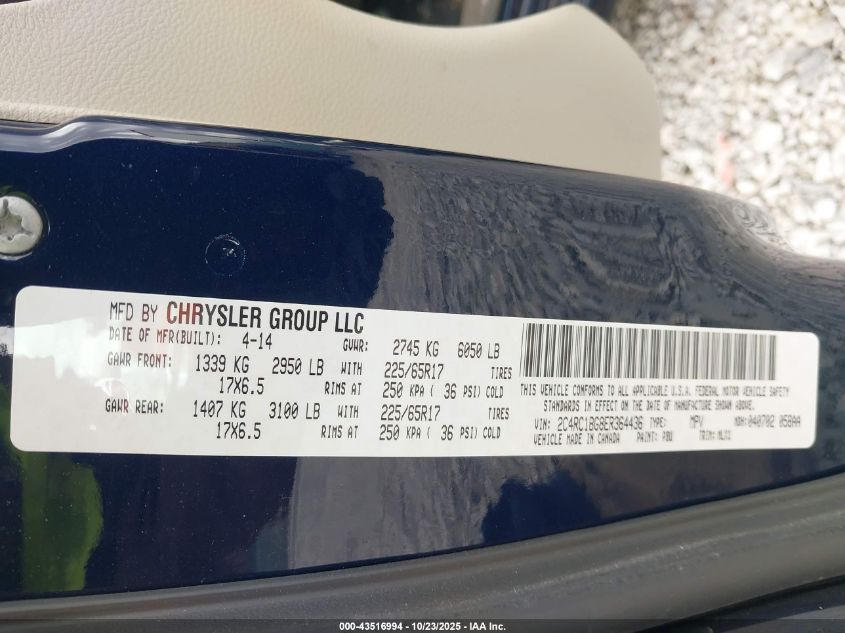 MFD BY CHRYSLER GROUP LLC
DATE OF MFR(BUILT): 4-14 GVWR: 2745 KG 6050 LB
GAWR FRONT: 1339 KG 2950 LB WITH 225/65R17 TIRES
17X6.5 RIMS AT 250 KPA ( 36 PSI) COLD
GAWR REAR: 1407 KG 3100 LB WITH 225/65R17 TIRES
17X6.5 RIMS AT 250 KPA ( 36 PSI) COLD
THIS VEHICLE CONFORMS TO ALL APPLICABLE U.S.A. FEDERAL MOTOR VEHICLE SAFETY
STANDARDS IN EFFECT ON THE DATE OF MANUFACTURE SHOWN ABOVE.
VIN: 2C4RC1BG8ER364436 TYPE: MPV MDH: 040702 058AA
VEHICLE MADE IN CANADA PAINT: PBU TRIM:
000-43516994 - 10/23/2025 - IAA Inc.